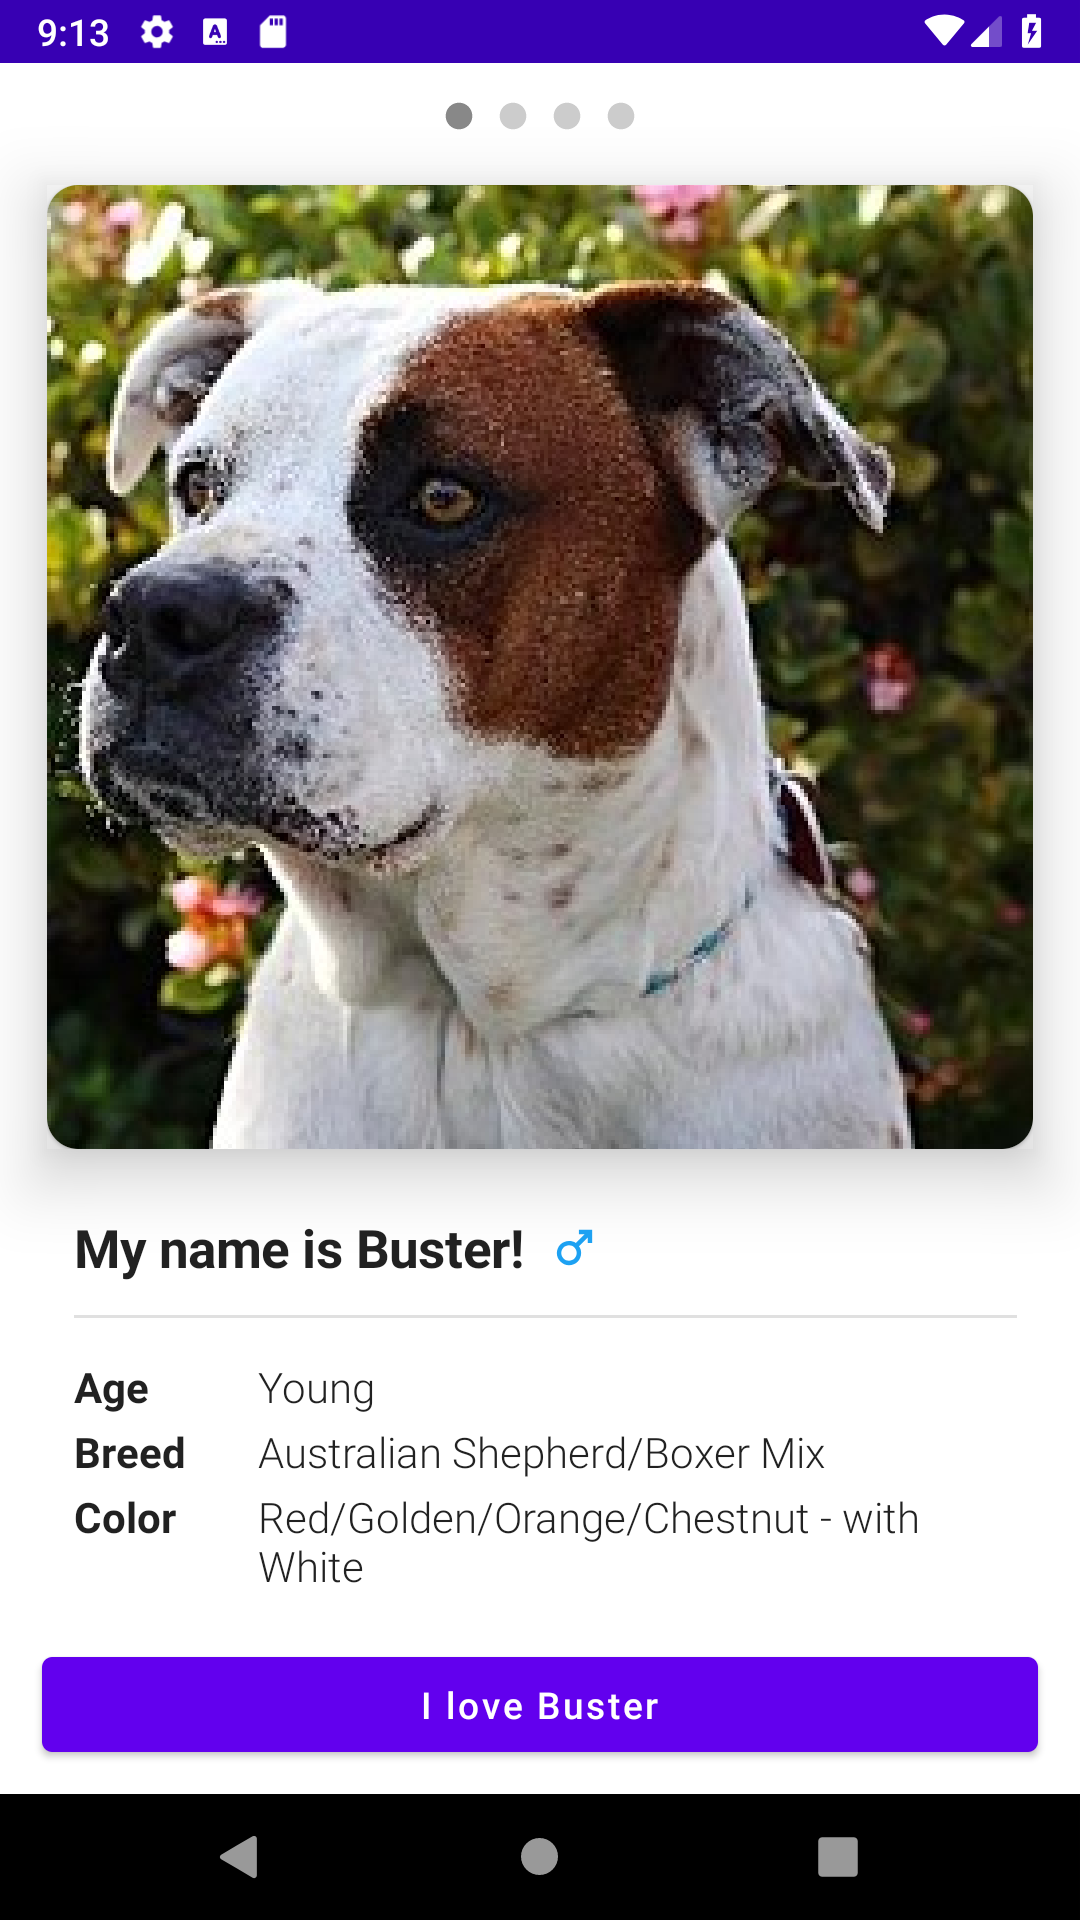 9:13
My name is Buster!
Age Young
Breed Australian Shepherd/Boxer Mix
Color Red/Golden/Orange/Chestnut - with
White
I love Buster